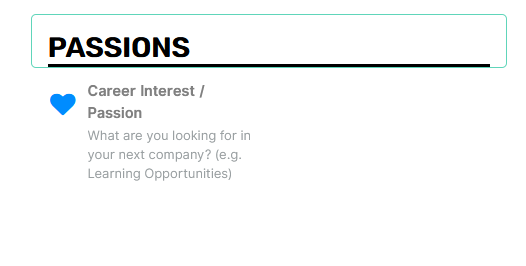 PASSIONS
Career Interest /
Passion
What are you looking for in
your next company? (e.g.
Learning Opportunities)